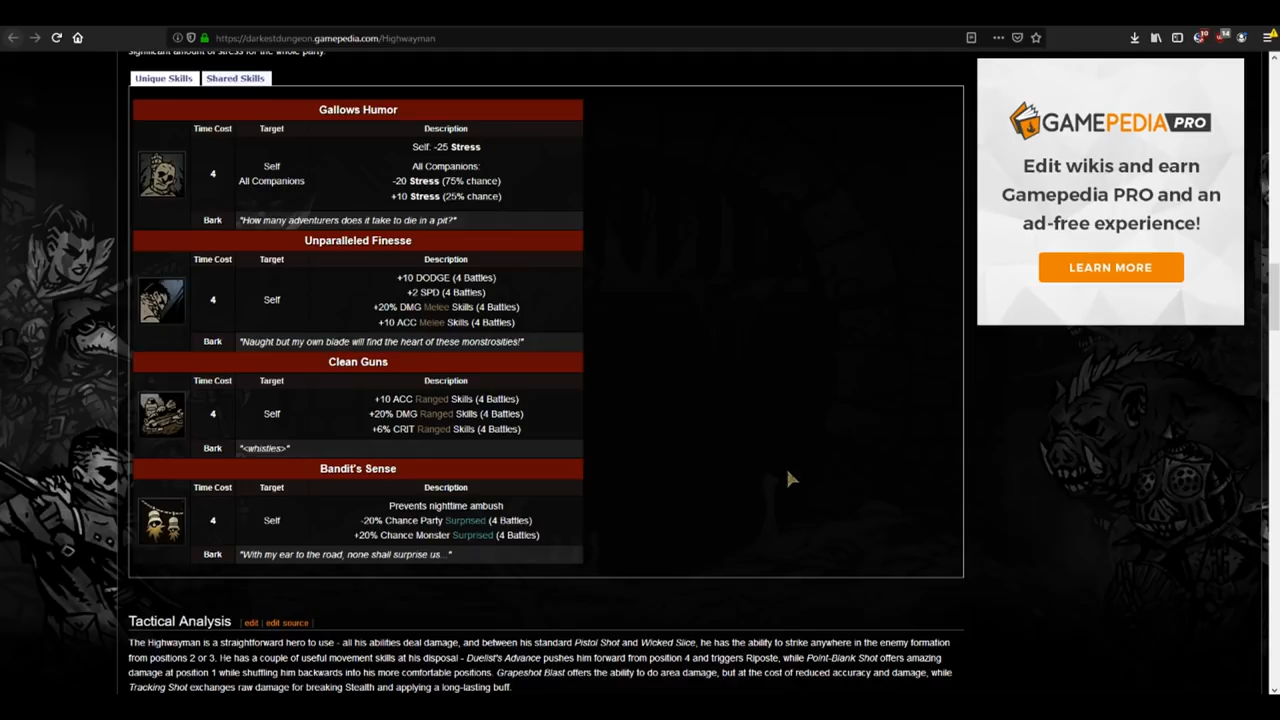 https://darkestdungeon.gamepedia.com/Highwayman
10
14
significant amount of stress for the whole party.
Unique Skills
Shared Skills
Gallows Humor
Time Cost Target Description
4
Self
All Companions
Self: -25 Stress
All Companions:
-20 Stress (75% chance)
+10 Stress (25% chance)
Bark "How many adventurers does it take to die in a pit?"
Unparalleled Finesse
Time Cost Target Description
4
Self
+10 DODGE (4 Battles)
+2 SPD (4 Battles)
+20% DMG Melee Skills (4 Battles)
+10 ACC Melee Skills (4 Battles)
Bark "Naught but my own blade will find the heart of these monstrosities!"
Clean Guns
Time Cost Target Description
4
Self
+10 ACC Ranged Skills (4 Battles)
+20% DMG Ranged Skills (4 Battles)
+6% CRIT Ranged Skills (4 Battles)
Bark "<whistles>"
Bandit's Sense
Time Cost Target Description
4
Self
Prevents nighttime ambush
-20% Chance Party Surprised (4 Battles)
+20% Chance Monster Surprised (4 Battles)
Bark "With my ear to the road, none shall surprise us..."
Tactical Analysis [ edit | edit source ]
The Highwayman is a straightforward hero to use - all his abilities deal damage, and between his standard Pistol Shot and Wicked Slice, he has the ability to strike anywhere in the enemy formation
from positions 2 or 3. He has a couple of useful movement skills at his disposal - Duelist's Advance pushes him forward from position 4 and triggers Riposte, while Point-Blank Shot offers amazing
damage at position 1 while shuffling him backwards into his more comfortable positions. Grapeshot Blast offers the ability to do area damage, but at the cost of reduced accuracy and damage, while
Tracking Shot exchanges raw damage for breaking Stealth and applying a long-lasting buff.
GAMEPEDIA PRO
Edit wikis and earn
Gamepedia PRO and an
ad-free experience!
LEARN MORE